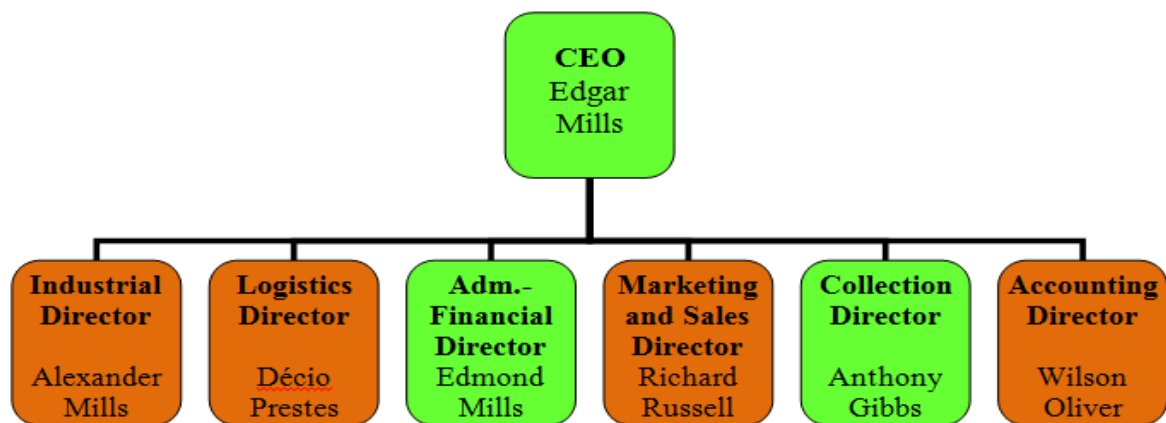 CEO
Edgar
Mills
Industrial
Director
Alexander
Mills
Logistics
Director
Décio
Prestes
Adm.-
Financial
Director
Edmond
Mills
Marketing
and Sales
Director
Richard
Russell
Collection
Director
Anthony
Gibbs
Accounting
Director
Wilson
Oliver